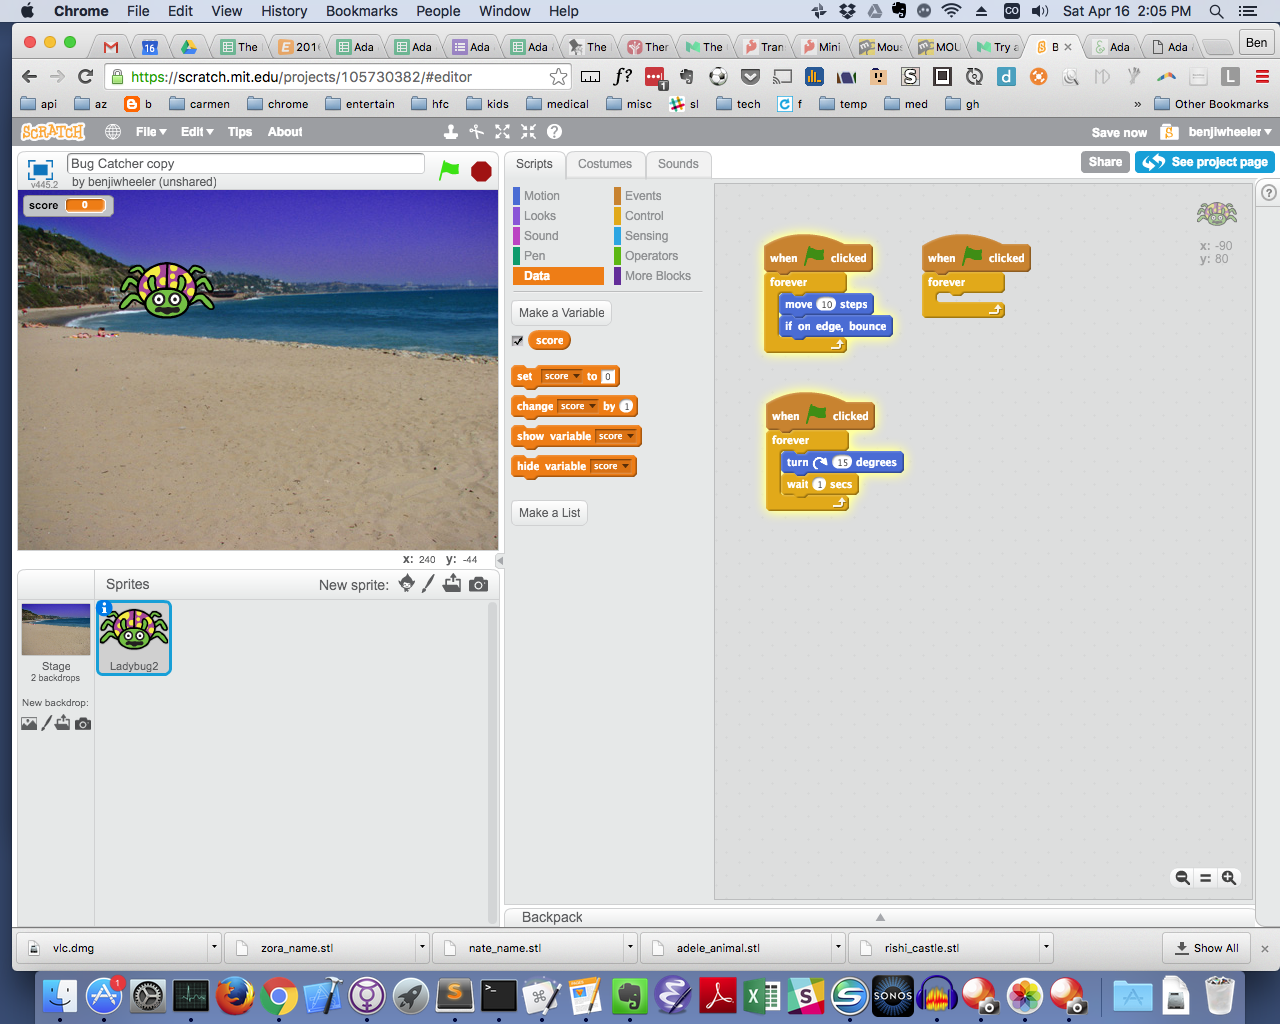 Chrome File Edit View History Bookmarks People Window Help
CO Sat Apr 16 2:05 PM
16 The 2016 Ada Ada Ada Ada The Ther The Tran Mini Mous MOU Try a B Ada Ada Ben
https://scratch.mit.edu/projects/105730382/#editor
f? 1 S d L
api az b carmen chrome entertain hfc kids medical misc sl tech f temp med gh » Other Bookmarks
SCRATCH File Edit Tips About Save now S benjiwheeler
v445.2
Bug Catcher copy
by benjiwheeler (unshared)
Scripts Costumes Sounds
Share See project page
score 0
Motion Events
Looks Control
Sound Sensing
Pen Operators
Data More Blocks
Make a Variable
score
set score to 0
change score by 1
show variable score
hide variable score
Make a List
when clicked
forever
move 10 steps
if on edge, bounce
when clicked
forever
when clicked
forever
turn 15 degrees
wait 1 secs
x: -90
y: 80
x: 240 y: -44
Sprites New sprite:
Stage
2 backdrops
New backdrop:
Ladybug2
Backpack
vlc.dmg zora_name.stl nate_name.stl adele_animal.stl rishi_castle.stl Show All
1
SONOS